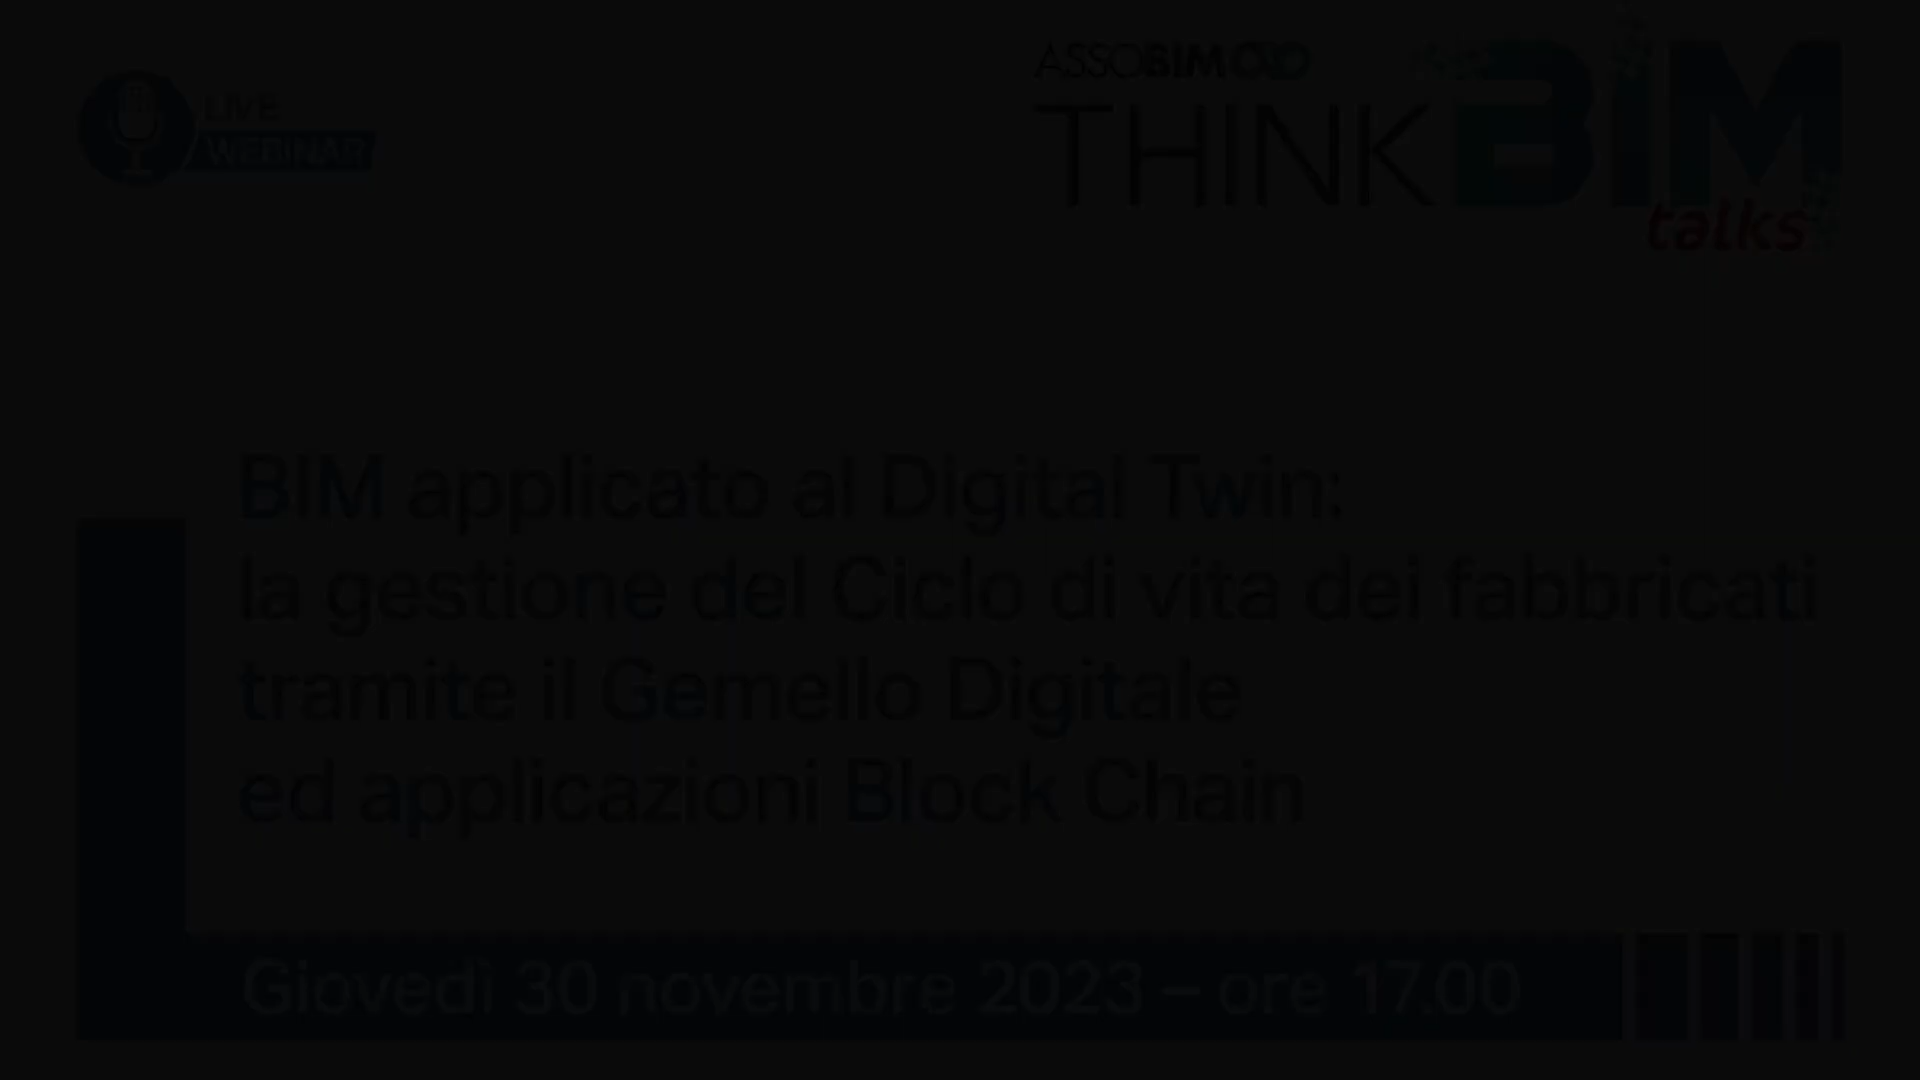 LIVE
WEBINAR
ASSOBIM
THINK BIM
talks
BIM applicato al Digital Twin:
la gestione del Ciclo di vita dei fabbricati
tramite il Gemello Digitale
ed applicazioni Block Chain
Giovedì 30 novembre 2023 – ore 17.00